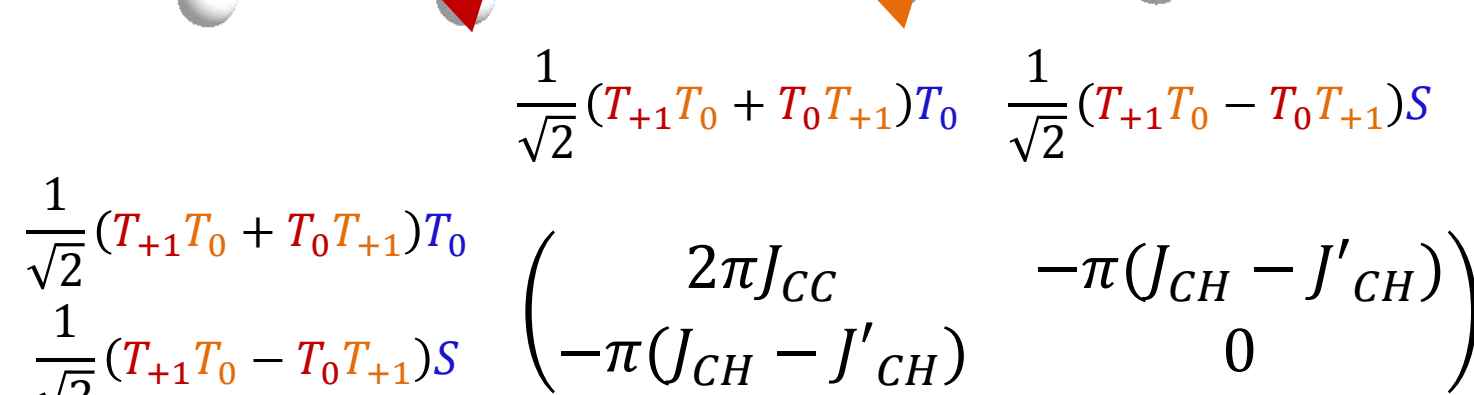 1/√2 (T₊₁T₀ + T₀T₊₁)T₀    1/√2 (T₊₁T₀ − T₀T₊₁)S
1/√2 (T₊₁T₀ + T₀T₊₁)T₀
2πJ_CC    −π(J_CH − J′_CH)
1/√2 (T₊₁T₀ − T₀T₊₁)S
−π(J_CH − J′_CH)    0